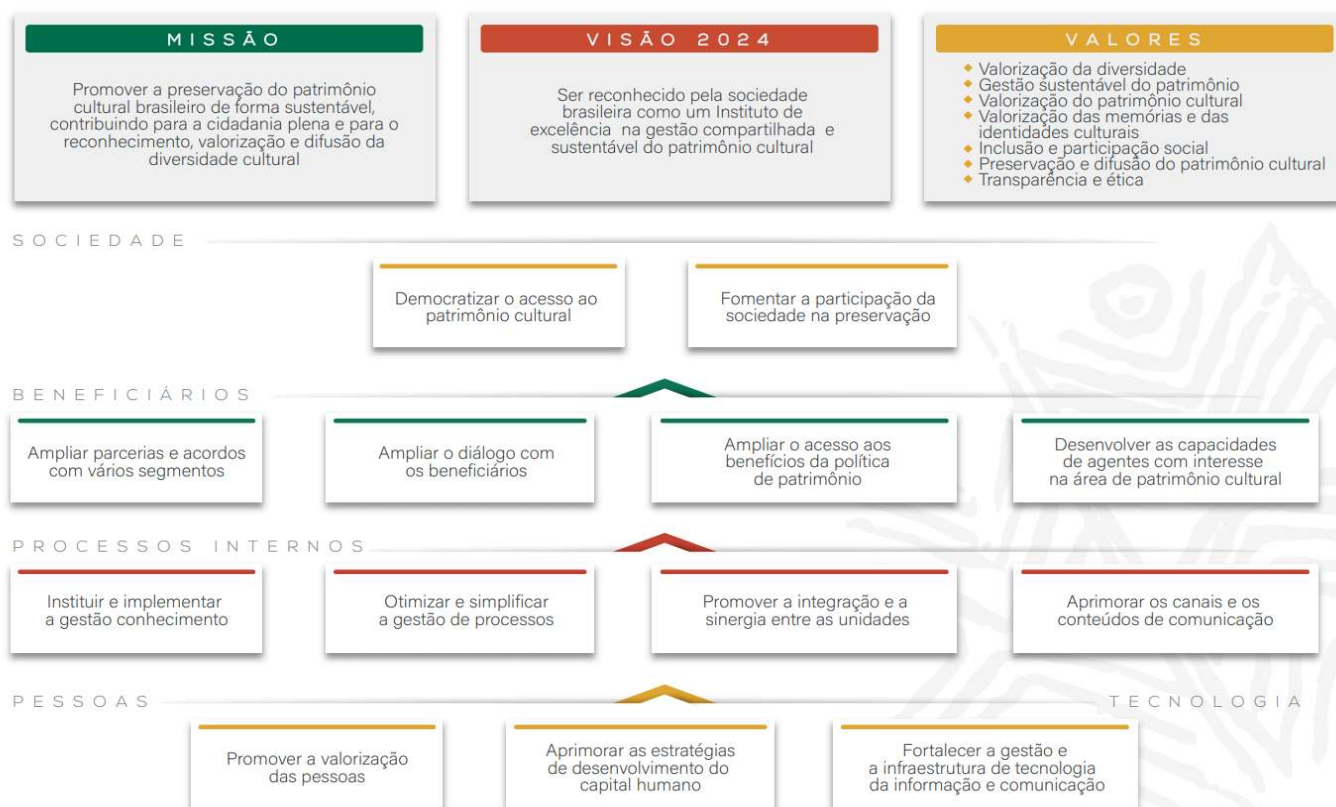 MISSÃO
Promover a preservação do patrimônio
cultural brasileiro de forma sustentável,
contribuindo para a cidadania plena e para o
reconhecimento, valorização e difusão da
diversidade cultural
VISÃO 2024
Ser reconhecido pela sociedade
brasileira como um Instituto de
excelência na gestão compartilhada e
sustentável do patrimônio cultural
VALORES
Valorização da diversidade
Gestão sustentável do patrimônio
Valorização do patrimônio cultural
Valorização das memórias e das
identidades culturais
Inclusão e participação social
Preservação e difusão do patrimônio cultural
Transparência e ética
SOCIEDADE
Democratizar o acesso ao
patrimônio cultural
Fomentar a participação da
sociedade na preservação
BENEFICIÁRIOS
Ampliar parcerias e acordos
com vários segmentos
Ampliar o diálogo com
os beneficiários
Ampliar o acesso aos
benefícios da política
de patrimônio
Desenvolver as capacidades
de agentes com interesse
na área de patrimônio cultural
PROCESSOS INTERNOS
Instituir e implementar
a gestão conhecimento
Otimizar e simplificar
a gestão de processos
Promover a integração e a
sinergia entre as unidades
Aprimorar os canais e os
conteúdos de comunicação
PESSOAS
TECNOLOGIA
Promover a valorização
das pessoas
Aprimorar as estratégias
de desenvolvimento do
capital humano
Fortalecer a gestão e
a infraestrutura de tecnologia
da informação e comunicação